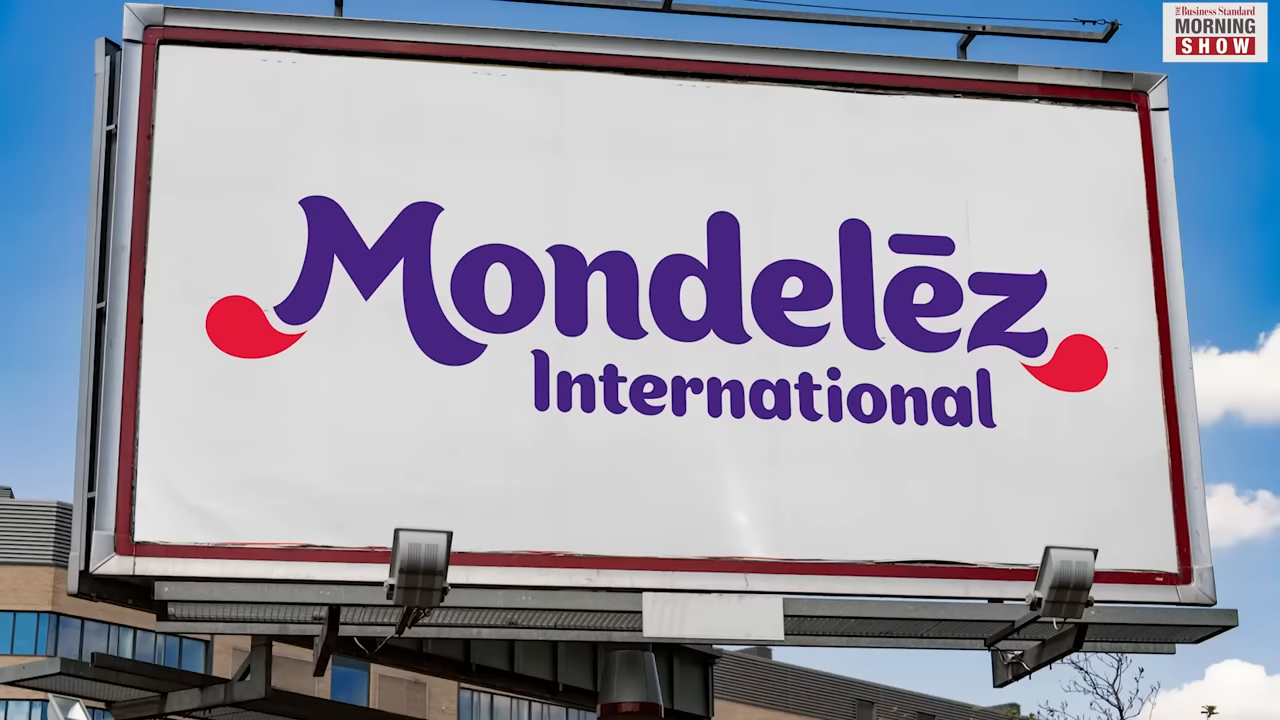 THE Business Standard
MORNING
SHOW
Mondelēz
International